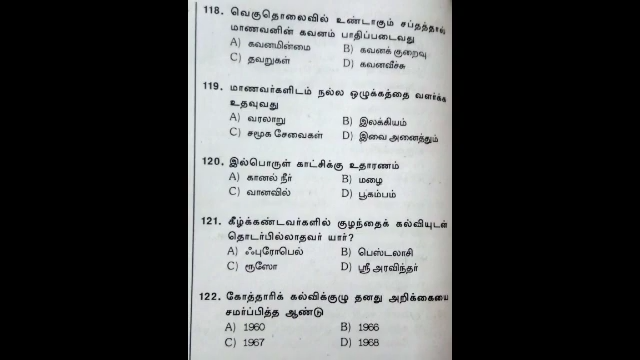 118. வெகுதொலைவில் உண்டாகும் சப்தத்தால்
மாணவனின் கவனம் பாதிப்படைவது
A) கவனமின்மை B) கவனக் குறைவு
C) தவறுகள் D) கவனவீச்சு
119. மாணவர்களிடம் நல்ல ஒழுக்கத்தை வளர்க்க
உதவுவது
A) வரலாறு B) இலக்கியம்
C) சமூக சேவைகள் D) இவை அனைத்தும்
120. இல்பொருள் காட்சிக்கு உதாரணம்
A) கானல் நீர் B) மழை
C) வானவில் D) பூகம்பம்
121. கீழ்க்கண்டவர்களில் குழந்தைக் கல்வியுடன்
தொடர்பில்லாதவர் யார்?
A) ஃபுரோபெல் B) பெஸ்டலாசி
C) ரூஸோ D) ஸ்ரீ அரவிந்தர்
122. கோத்தாரிக் கல்விக்குழு தனது அறிக்கையை
சமர்ப்பித்த ஆண்டு
A) 1960 B) 1966
C) 1967 D) 1968